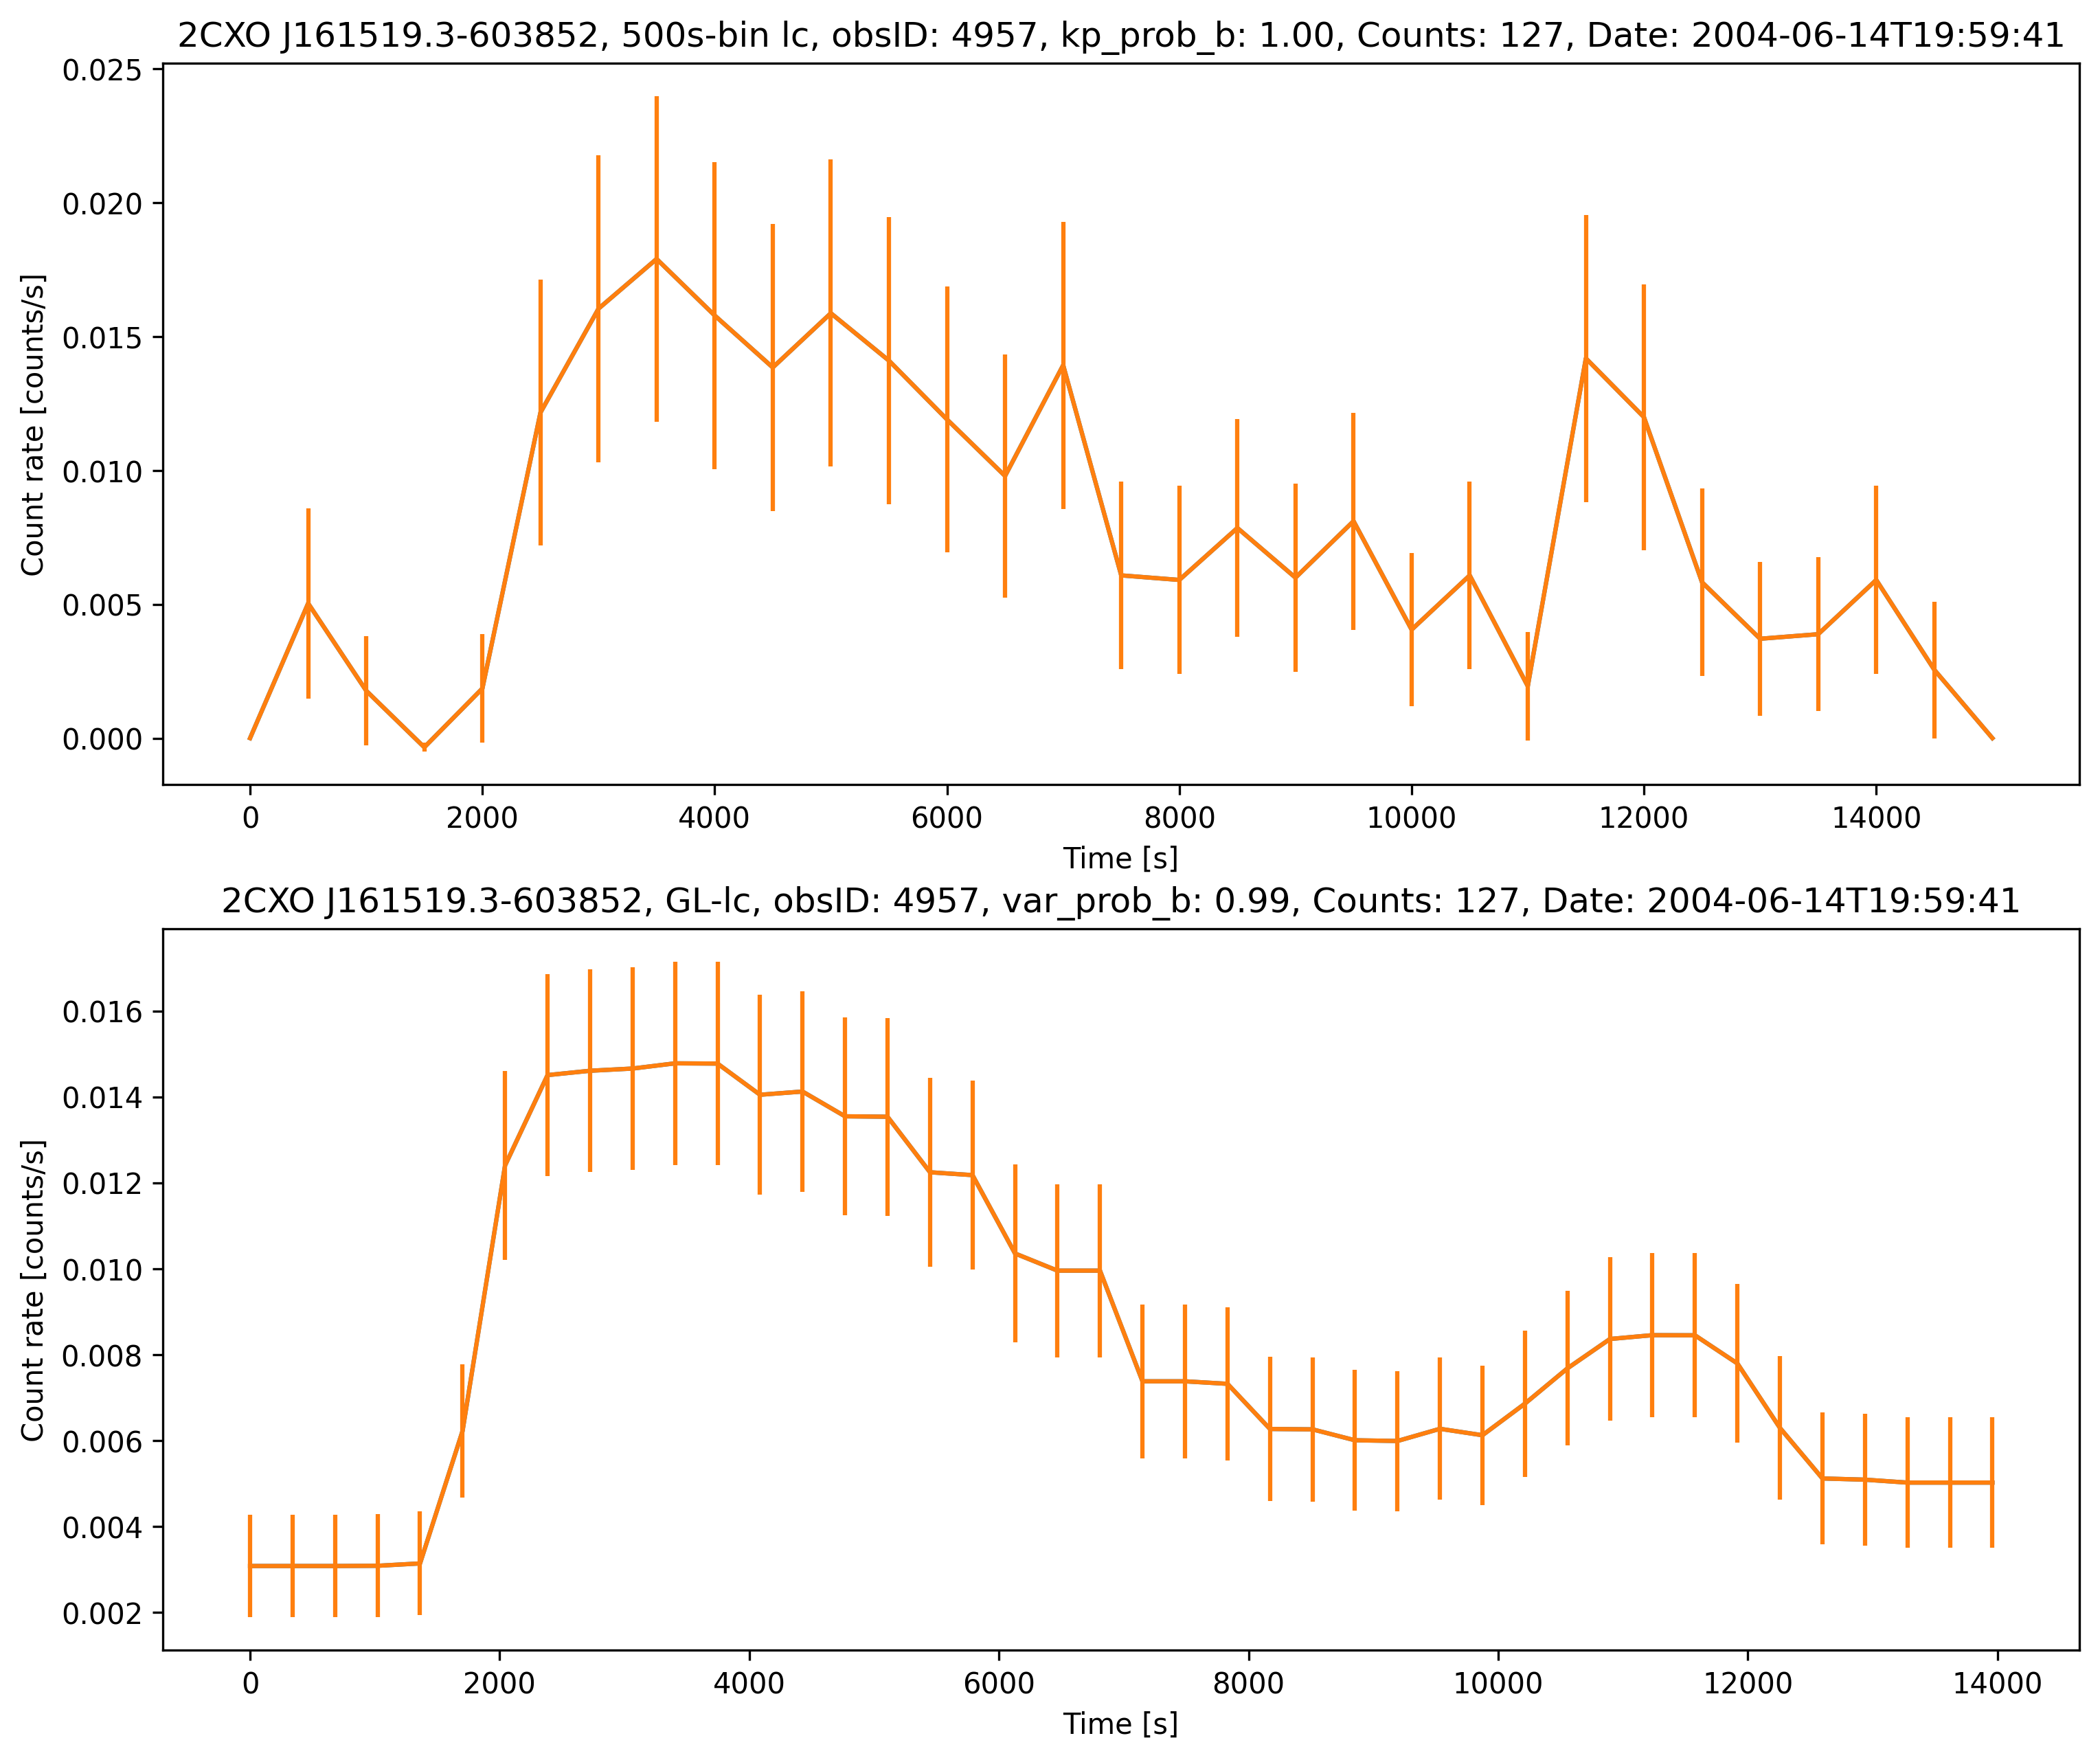 2CXO J161519.3-603852, 500s-bin lc, obsID: 4957, kp_prob_b: 1.00, Counts: 127, Date: 2004-06-14T19:59:41
Count rate [counts/s]
0.025
0.020
0.015
0.010
0.005
0.000
0 2000 4000 6000 8000 10000 12000 14000
Time [s]
2CXO J161519.3-603852, GL-lc, obsID: 4957, var_prob_b: 0.99, Counts: 127, Date: 2004-06-14T19:59:41
Count rate [counts/s]
0.016
0.014
0.012
0.010
0.008
0.006
0.004
0.002
0 2000 4000 6000 8000 10000 12000 14000
Time [s]